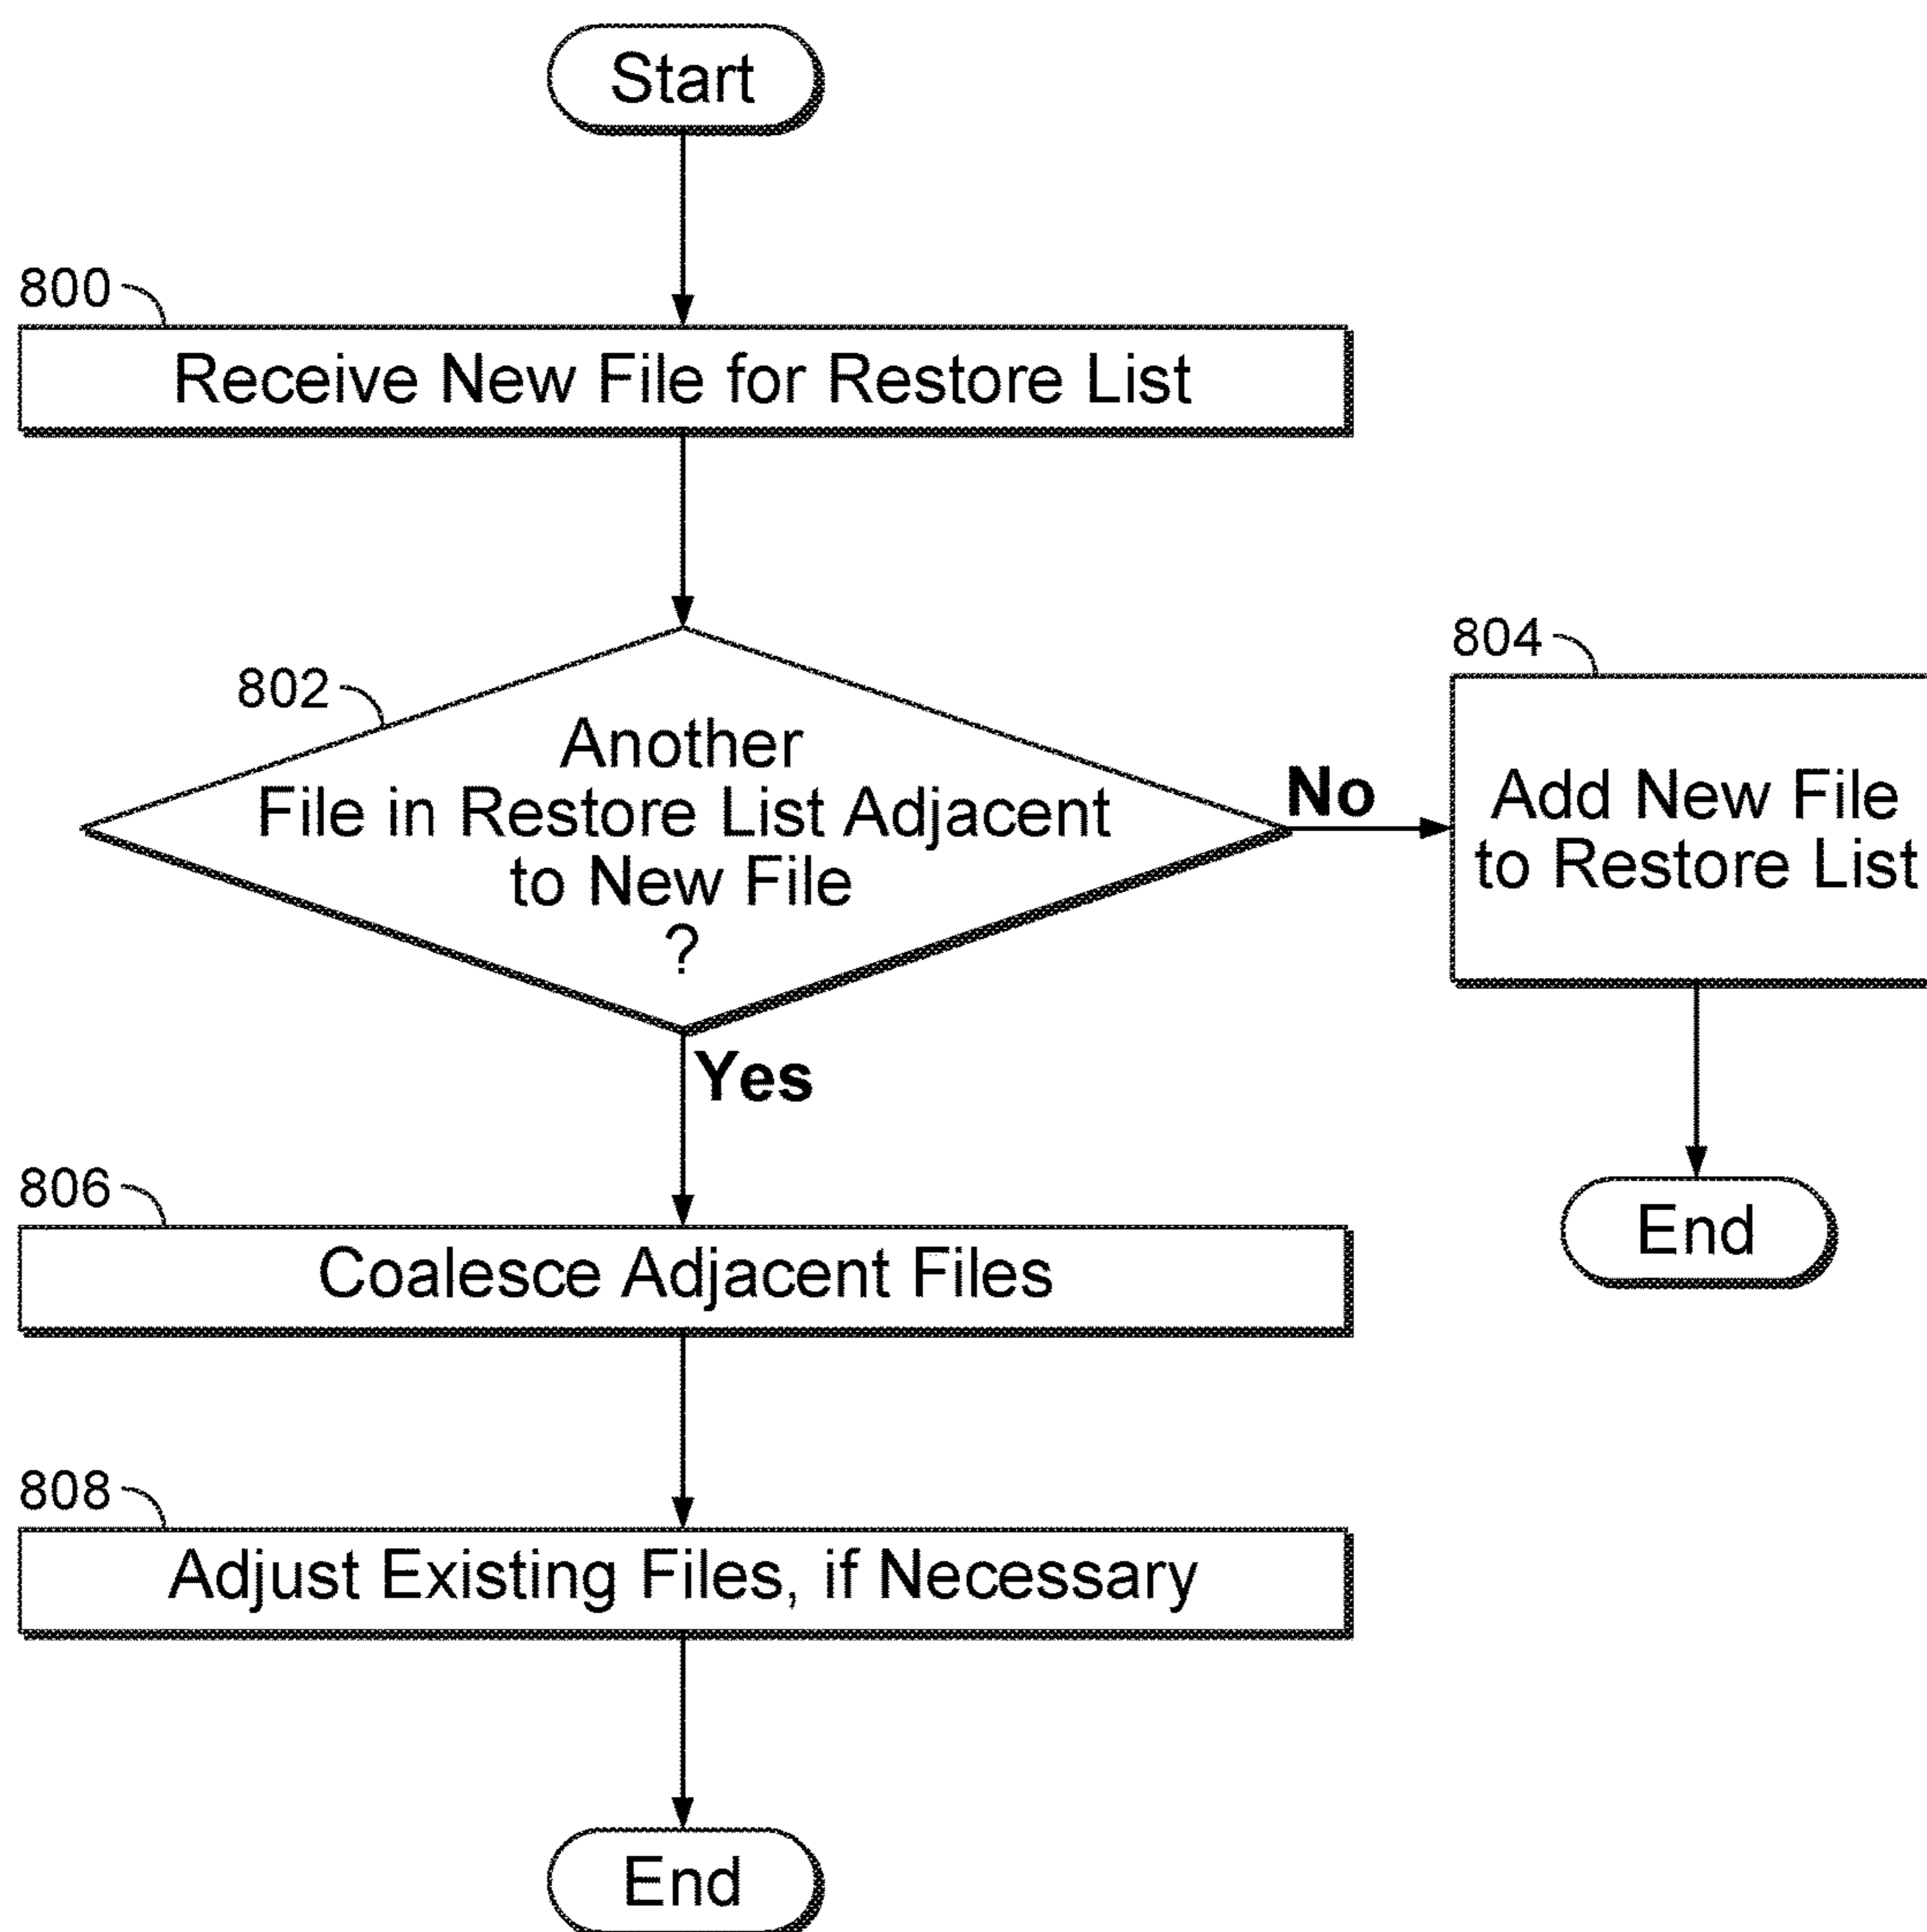 Start
800
Receive New File for Restore List
802
Another
File in Restore List Adjacent
to New File
?
No
804
Add New File
to Restore List
End
Yes
806
Coalesce Adjacent Files
808
Adjust Existing Files, if Necessary
End